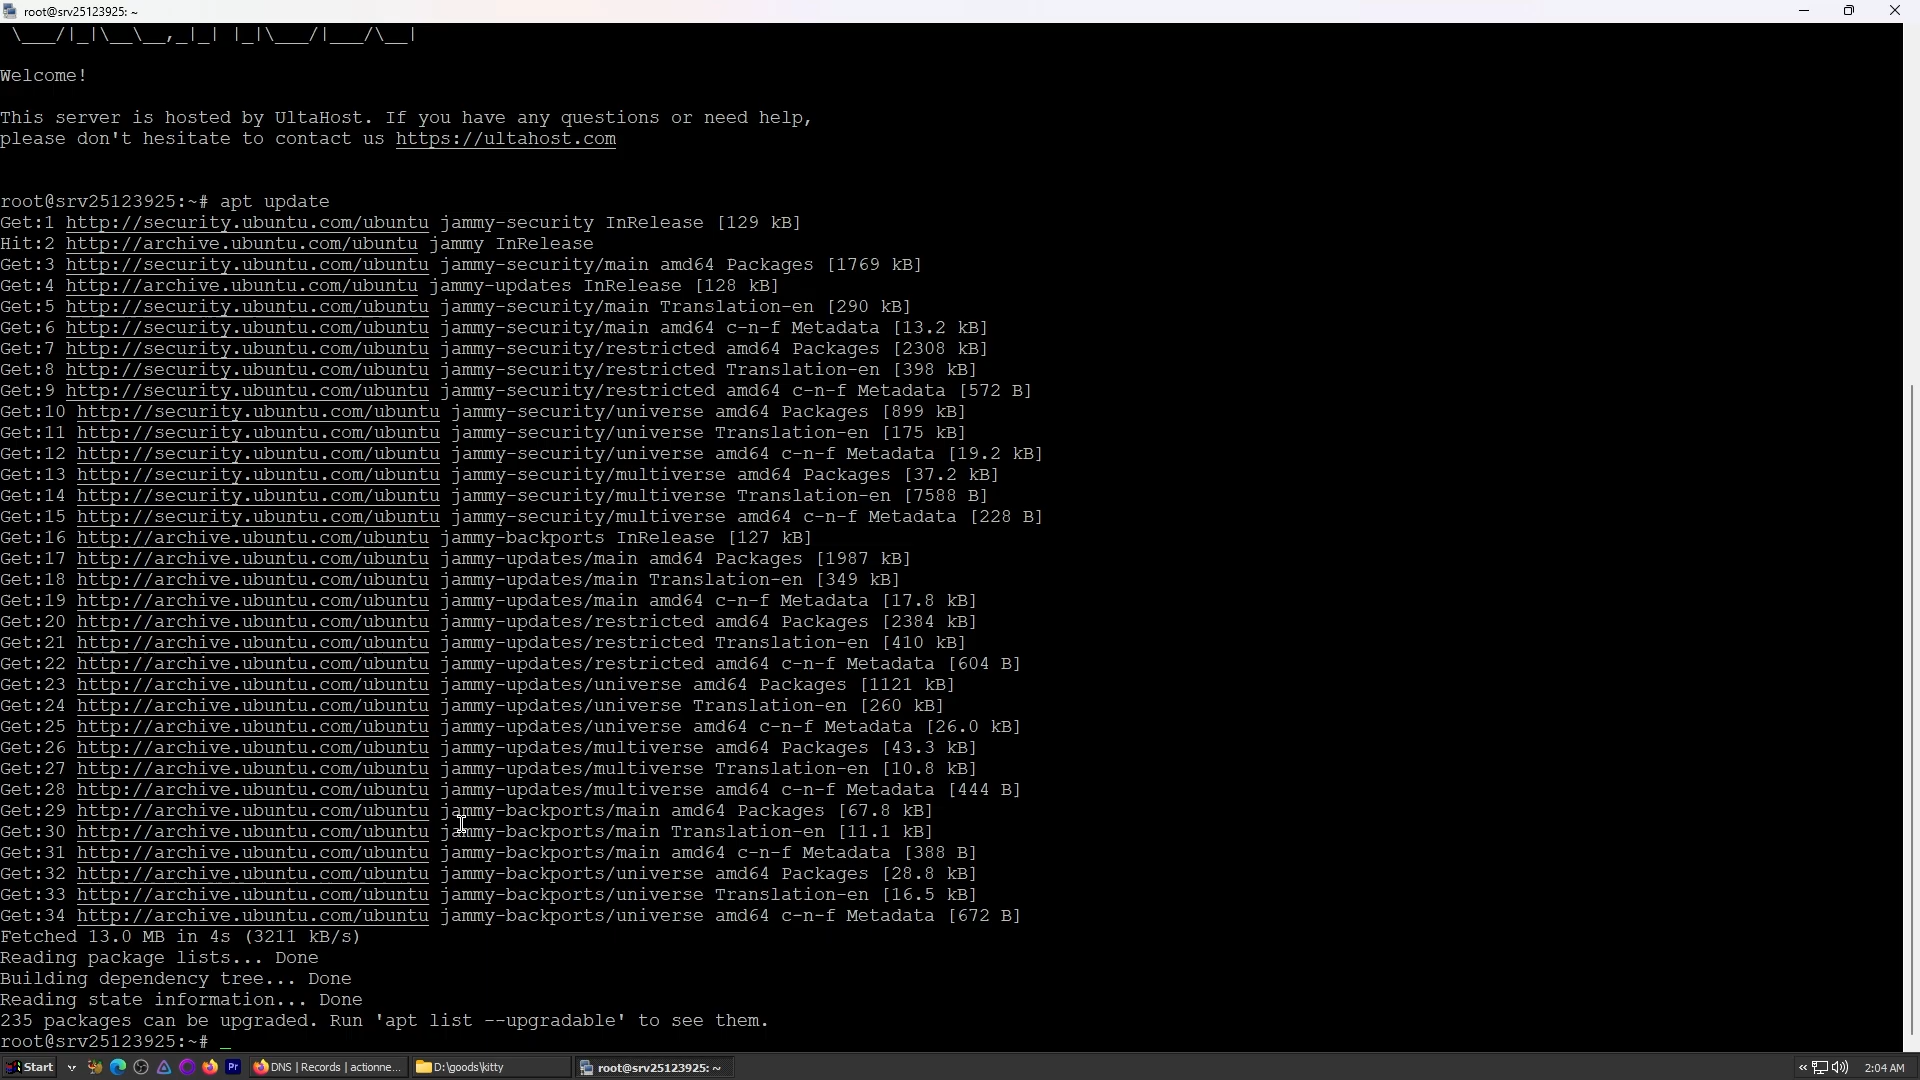 root@srv25123925: ~
\___/|_|\__\__,_|_| |_|\___/|___/\__|
Welcome!
This server is hosted by UltaHost. If you have any questions or need help,
please don't hesitate to contact us https://ultahost.com
root@srv25123925:~# apt update
Get:1 http://security.ubuntu.com/ubuntu jammy-security InRelease [129 kB]
Hit:2 http://archive.ubuntu.com/ubuntu jammy InRelease
Get:3 http://security.ubuntu.com/ubuntu jammy-security/main amd64 Packages [1769 kB]
Get:4 http://archive.ubuntu.com/ubuntu jammy-updates InRelease [128 kB]
Get:5 http://security.ubuntu.com/ubuntu jammy-security/main Translation-en [290 kB]
Get:6 http://security.ubuntu.com/ubuntu jammy-security/main amd64 c-n-f Metadata [13.2 kB]
Get:7 http://security.ubuntu.com/ubuntu jammy-security/restricted amd64 Packages [2308 kB]
Get:8 http://security.ubuntu.com/ubuntu jammy-security/restricted Translation-en [398 kB]
Get:9 http://security.ubuntu.com/ubuntu jammy-security/restricted amd64 c-n-f Metadata [572 B]
Get:10 http://security.ubuntu.com/ubuntu jammy-security/universe amd64 Packages [899 kB]
Get:11 http://security.ubuntu.com/ubuntu jammy-security/universe Translation-en [175 kB]
Get:12 http://security.ubuntu.com/ubuntu jammy-security/universe amd64 c-n-f Metadata [19.2 kB]
Get:13 http://security.ubuntu.com/ubuntu jammy-security/multiverse amd64 Packages [37.2 kB]
Get:14 http://security.ubuntu.com/ubuntu jammy-security/multiverse Translation-en [7588 B]
Get:15 http://security.ubuntu.com/ubuntu jammy-security/multiverse amd64 c-n-f Metadata [228 B]
Get:16 http://archive.ubuntu.com/ubuntu jammy-backports InRelease [127 kB]
Get:17 http://archive.ubuntu.com/ubuntu jammy-updates/main amd64 Packages [1987 kB]
Get:18 http://archive.ubuntu.com/ubuntu jammy-updates/main Translation-en [349 kB]
Get:19 http://archive.ubuntu.com/ubuntu jammy-updates/main amd64 c-n-f Metadata [17.8 kB]
Get:20 http://archive.ubuntu.com/ubuntu jammy-updates/restricted amd64 Packages [2384 kB]
Get:21 http://archive.ubuntu.com/ubuntu jammy-updates/restricted Translation-en [410 kB]
Get:22 http://archive.ubuntu.com/ubuntu jammy-updates/restricted amd64 c-n-f Metadata [604 B]
Get:23 http://archive.ubuntu.com/ubuntu jammy-updates/universe amd64 Packages [1121 kB]
Get:24 http://archive.ubuntu.com/ubuntu jammy-updates/universe Translation-en [260 kB]
Get:25 http://archive.ubuntu.com/ubuntu jammy-updates/universe amd64 c-n-f Metadata [26.0 kB]
Get:26 http://archive.ubuntu.com/ubuntu jammy-updates/multiverse amd64 Packages [43.3 kB]
Get:27 http://archive.ubuntu.com/ubuntu jammy-updates/multiverse Translation-en [10.8 kB]
Get:28 http://archive.ubuntu.com/ubuntu jammy-updates/multiverse amd64 c-n-f Metadata [444 B]
Get:29 http://archive.ubuntu.com/ubuntu jammy-backports/main amd64 Packages [67.8 kB]
Get:30 http://archive.ubuntu.com/ubuntu jammy-backports/main Translation-en [11.1 kB]
Get:31 http://archive.ubuntu.com/ubuntu jammy-backports/main amd64 c-n-f Metadata [388 B]
Get:32 http://archive.ubuntu.com/ubuntu jammy-backports/universe amd64 Packages [28.8 kB]
Get:33 http://archive.ubuntu.com/ubuntu jammy-backports/universe Translation-en [16.5 kB]
Get:34 http://archive.ubuntu.com/ubuntu jammy-backports/universe amd64 c-n-f Metadata [672 B]
Fetched 13.0 MB in 4s (3211 kB/s)
Reading package lists... Done
Building dependency tree... Done
Reading state information... Done
235 packages can be upgraded. Run 'apt list --upgradable' to see them.
root@srv25123925:~# _
Start Pr DNS | Records | actionne... D:\goods\kitty root@srv25123925: ~ « 2:04 AM